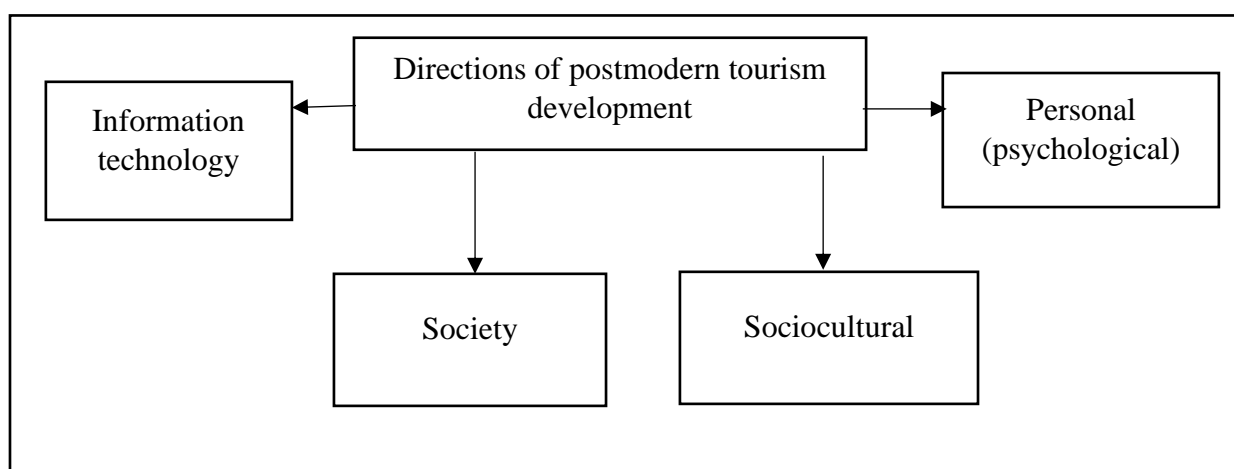 Directions of postmodern tourism
development
Information
technology
Personal
(psychological)
Society
Sociocultural